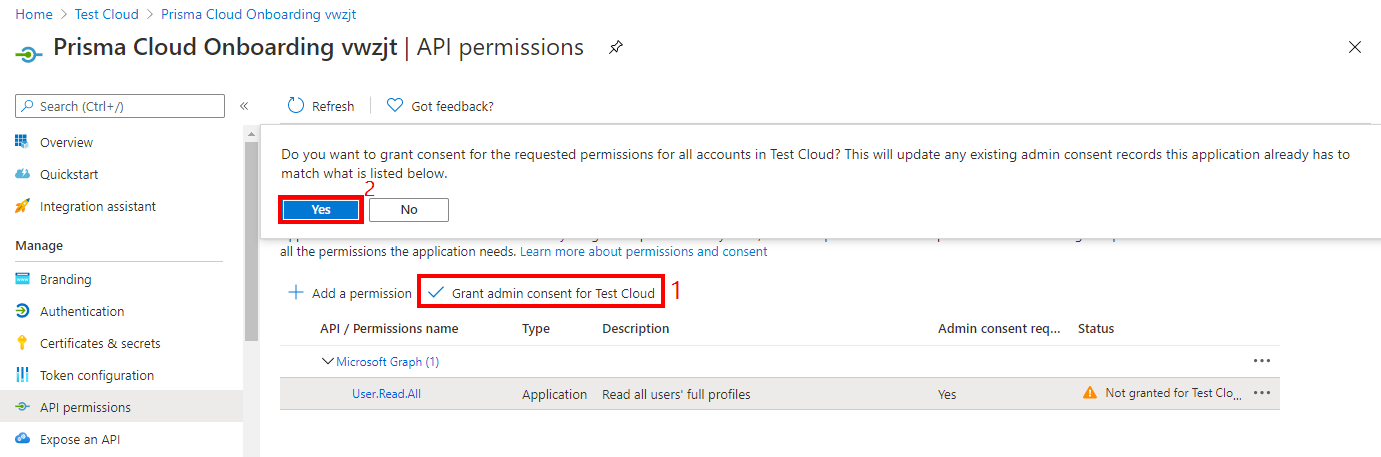 Home > Test Cloud > Prisma Cloud Onboarding vwzjt
Prisma Cloud Onboarding vwzjt | API permissions
Search (Ctrl+/)
«
Refresh
Got feedback?
Overview
Quickstart
Integration assistant
Manage
Branding
Authentication
Certificates & secrets
Token configuration
API permissions
Expose an API
Do you want to grant consent for the requested permissions for all accounts in Test Cloud? This will update any existing admin consent records this application already has to
match what is listed below.
2
Yes
No
all the permissions the application needs. Learn more about permissions and consent
Add a permission
Grant admin consent for Test Cloud
1
API / Permissions name Type Description Admin consent req... Status
Microsoft Graph (1) ...
User.Read.All Application Read all users' full profiles Yes Not granted for Test Clo... ...